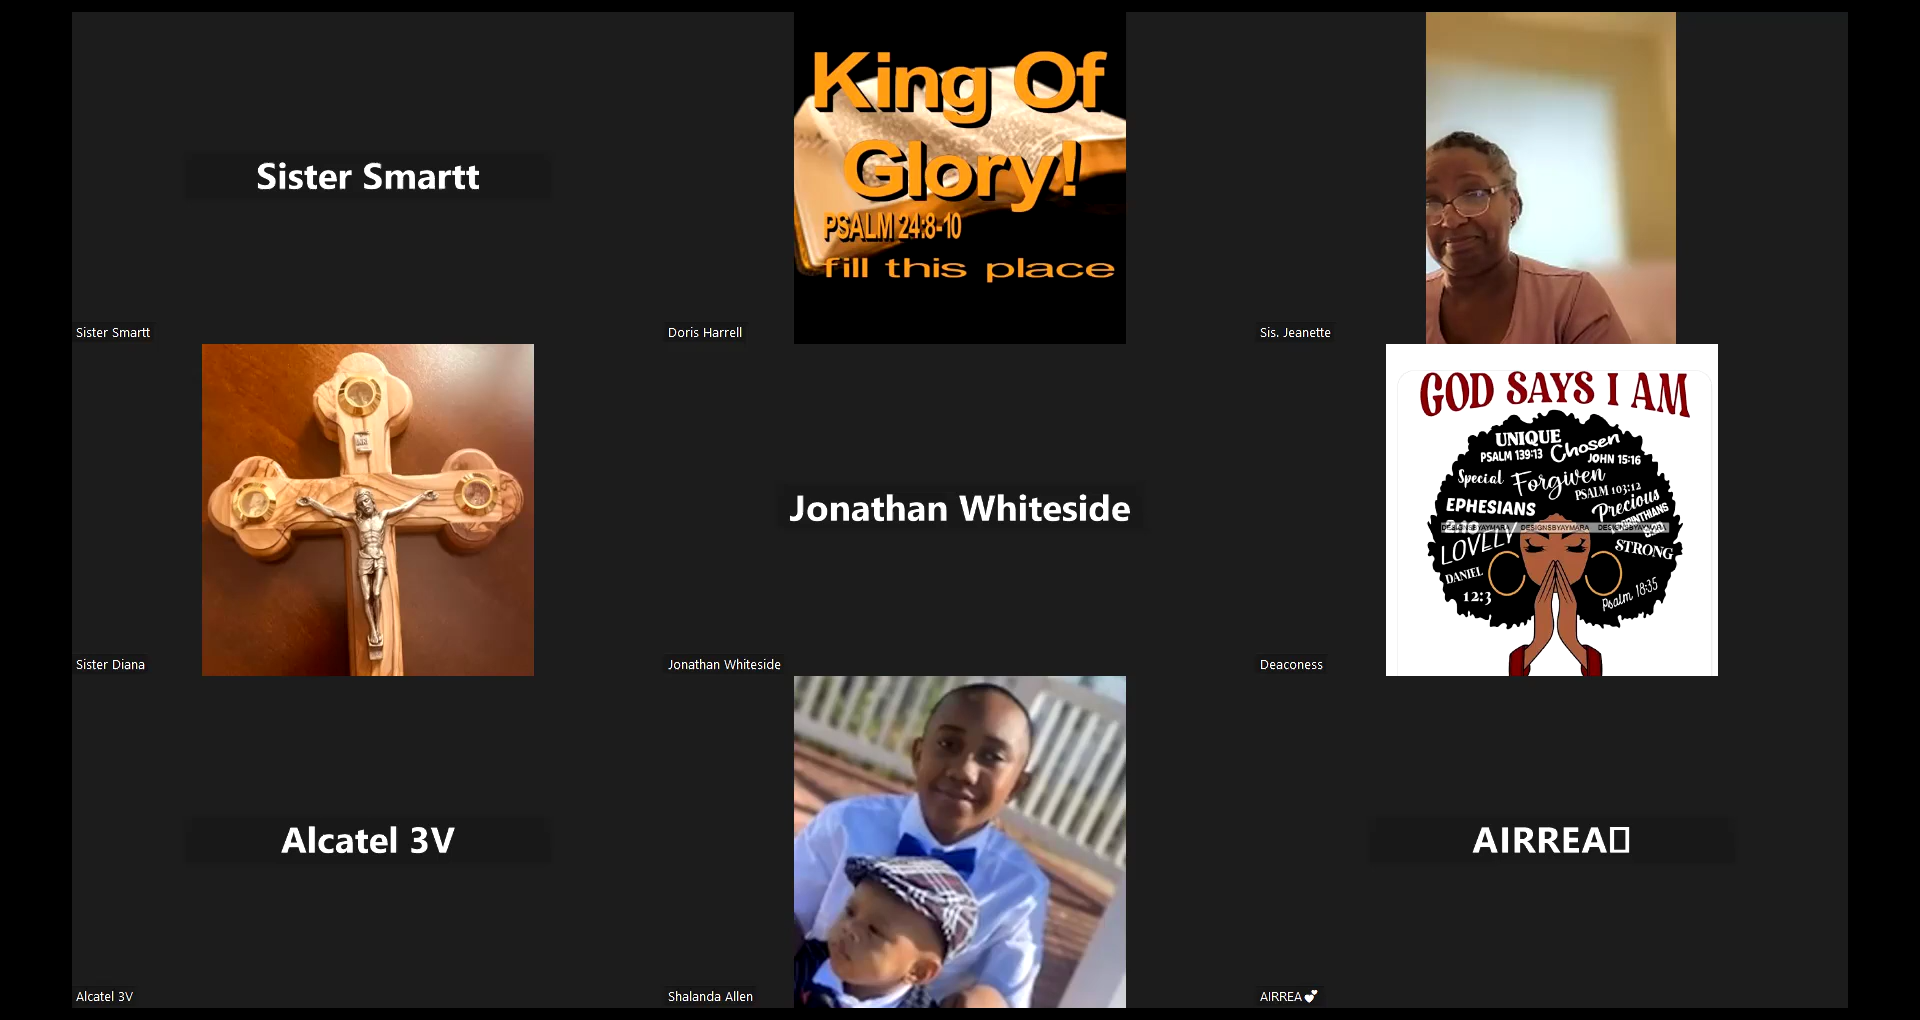 Sister Smartt
Sister Smartt
King Of
Glory!
PSALM 24:8-10
fill this place
Doris Harrell
Sis. Jeanette
Sister Diana
Jonathan Whiteside
Jonathan Whiteside
GOD SAYS I AM
UNIQUE
PSALM 139:13
Chosen
JOHN 15:16
Special
Forgiven
PSALM 103:12
EPHESIANS
Precious
DESIGNSBYAYMARA DESIGNSBYAYMARA DESIGNSBYAYMARA
LOVELY
STRONG
DANIEL
12:3
Psalm 18:35
Deaconess
Alcatel 3V
Alcatel 3V
Shalanda Allen
AIRREA
AIRREA💕